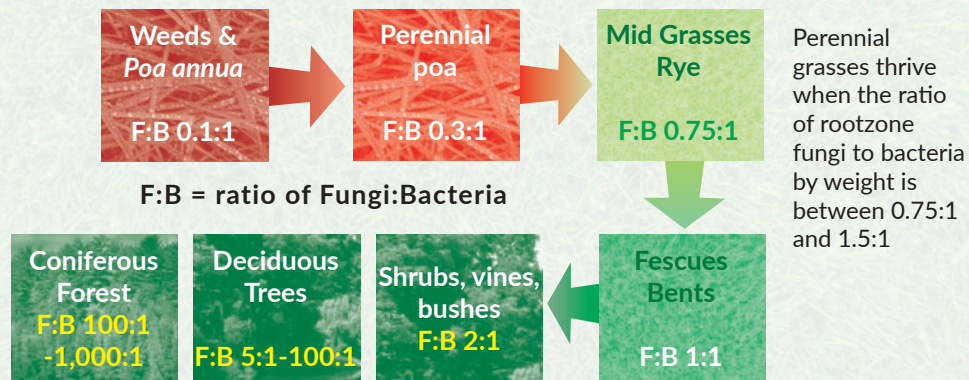 Weeds &
Poa annua
F:B 0.1:1
Perennial
poa
F:B 0.3:1
Mid Grasses
Rye
F:B 0.75:1
Perennial
grasses thrive
when the ratio
of rootzone
fungi to bacteria
by weight is
between 0.75:1
and 1.5:1
F:B = ratio of Fungi:Bacteria
Fescues
Bents
F:B 1:1
Shrubs, vines,
bushes
F:B 2:1
Deciduous
Trees
F:B 5:1-100:1
Coniferous
Forest
F:B 100:1
-1,000:1